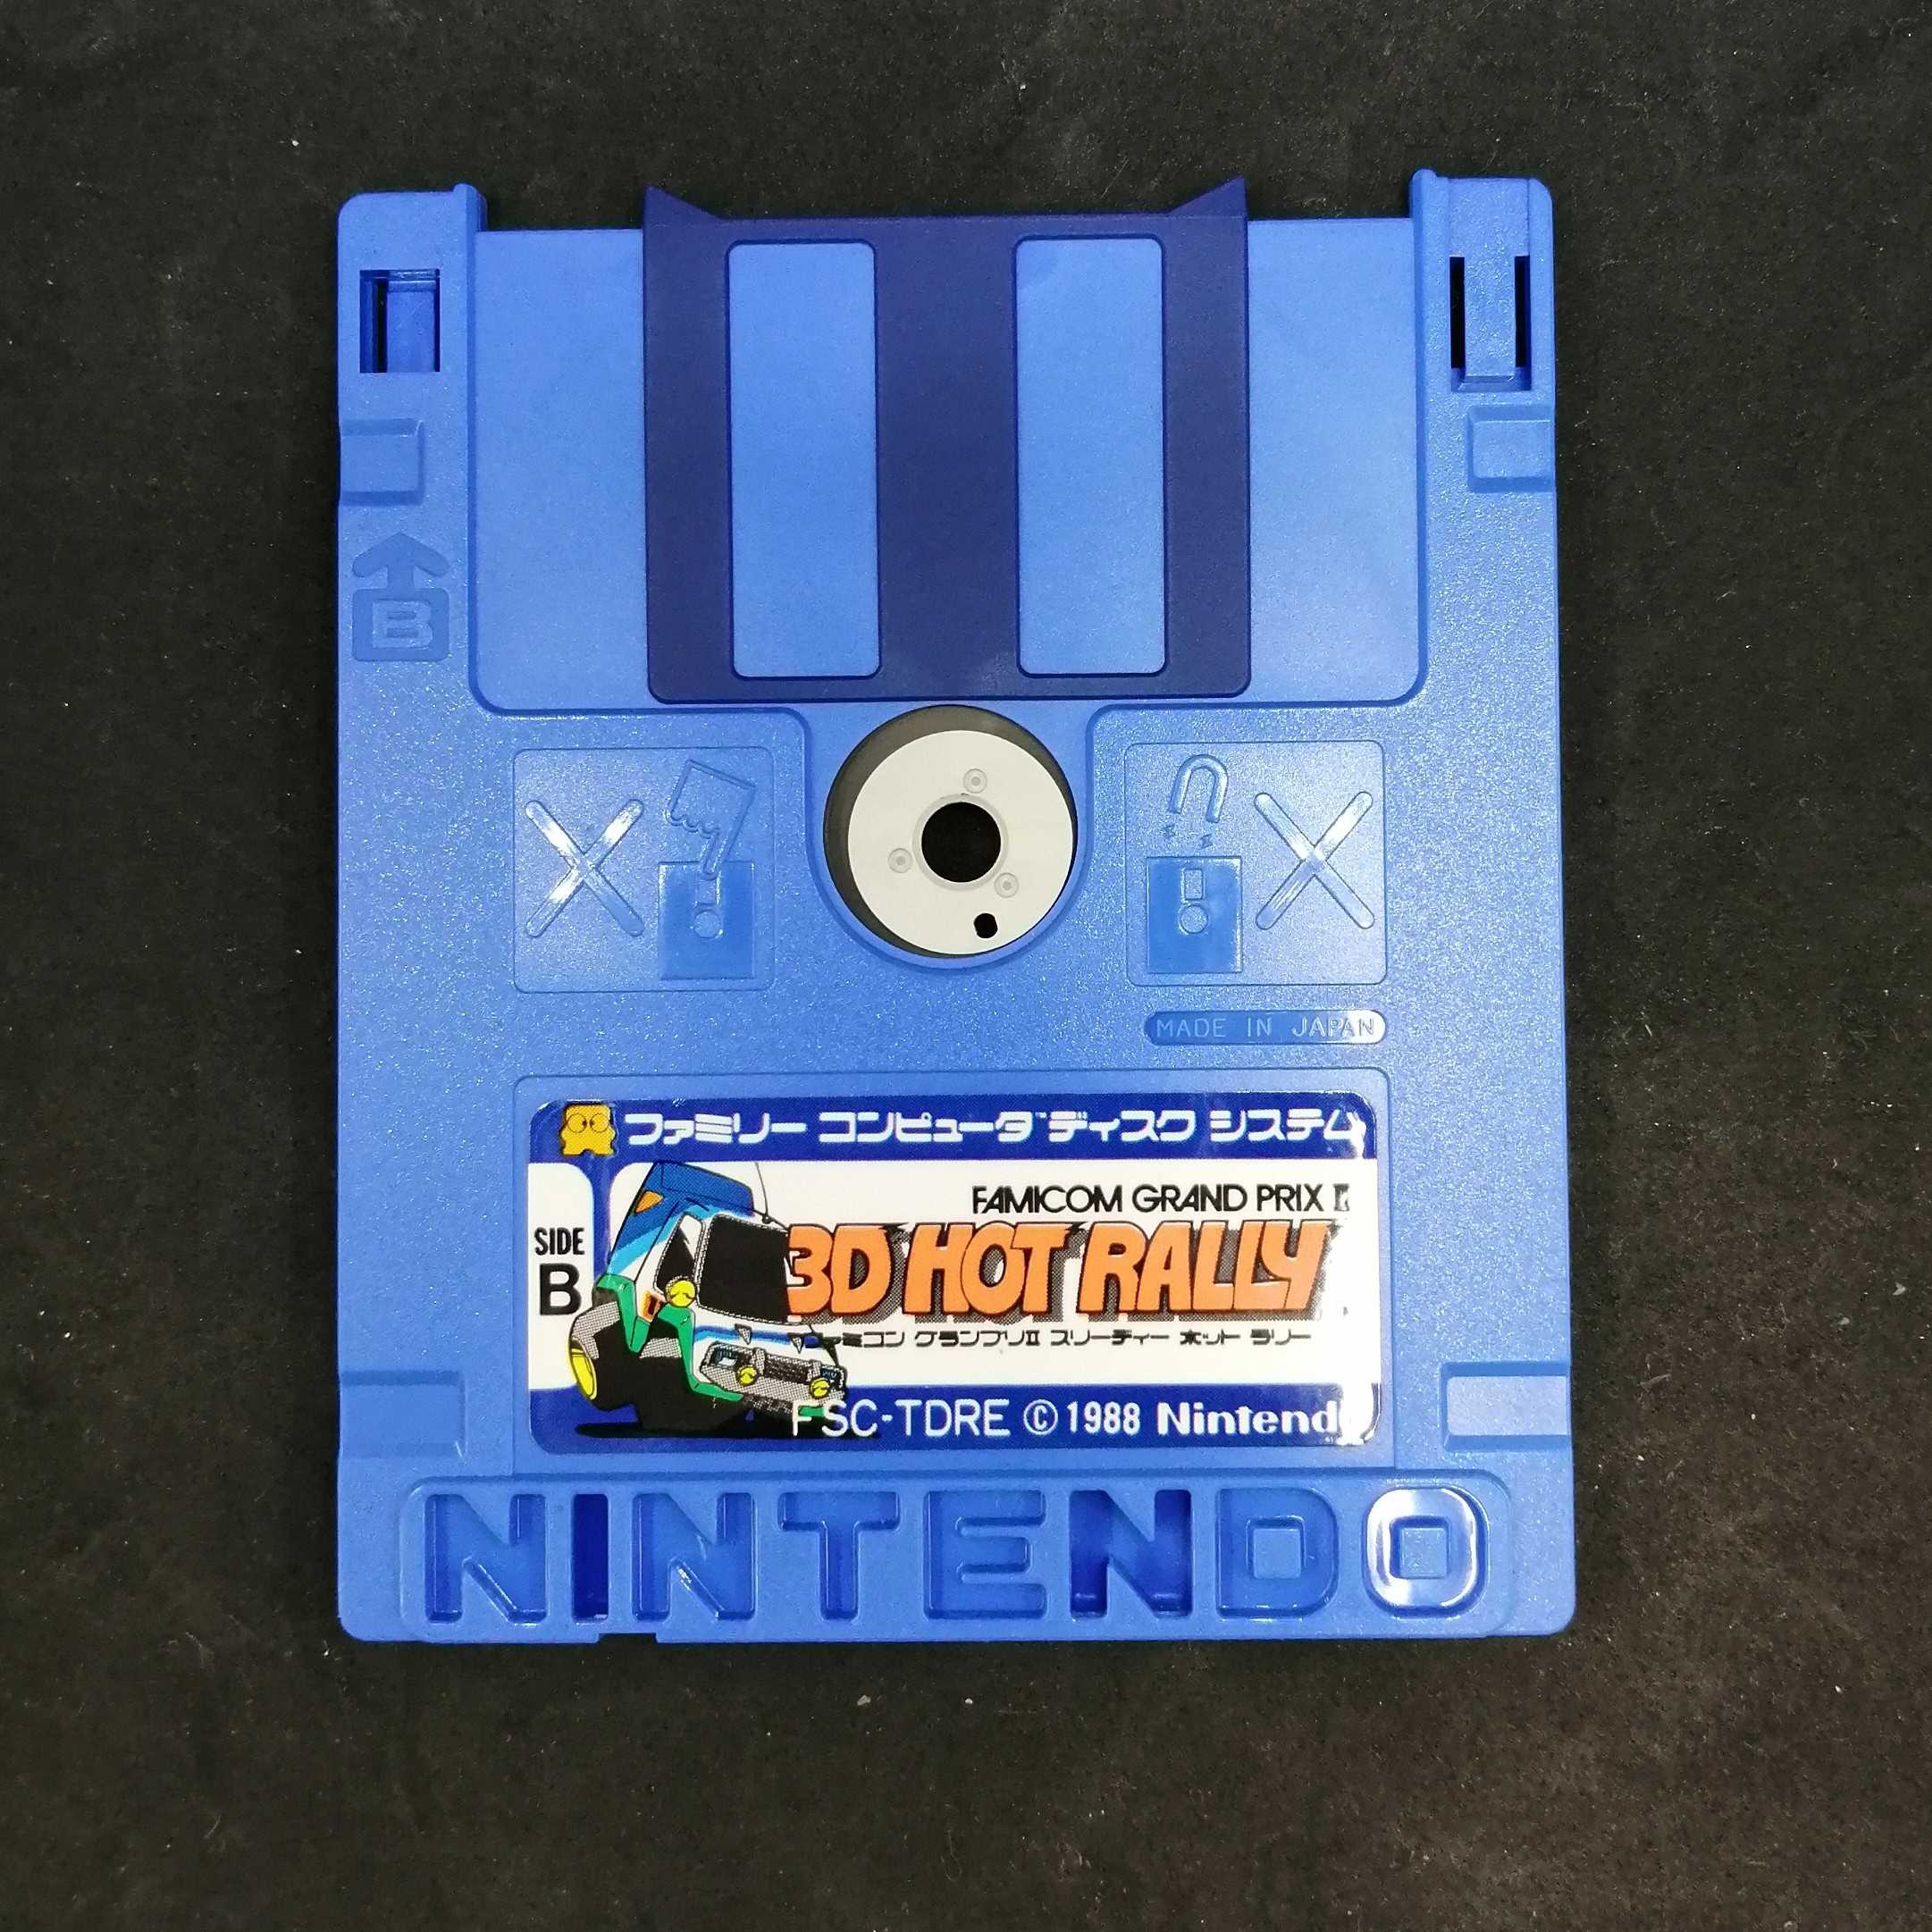 B
MADE IN JAPAN
ファミリー コンピュータ™ ディスク システム
SIDE
B
FAMICOM GRAND PRIX II
3D HOT RALLY
ファミコン グランプリII スリーディー ホット ラリー
FSC-TDRE © 1988 Nintendo
NINTENDO